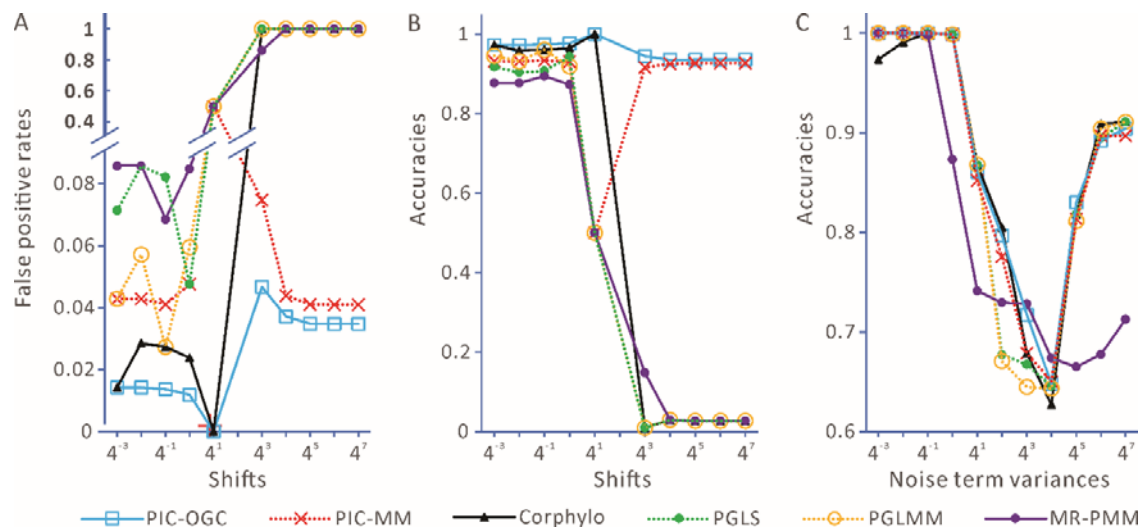 A
B
C
False positive rates
1
0.8
0.6
0.4
0.08
0.06
0.04
0.02
0
4⁻³ 4⁻¹ 4¹ 4³ 4⁵ 4⁷
Shifts
Accuracies
1
0.8
0.6
0.4
0.2
0
4⁻³ 4⁻¹ 4¹ 4³ 4⁵ 4⁷
Shifts
Accuracies
1
0.9
0.8
0.7
0.6
4⁻³ 4⁻¹ 4¹ 4³ 4⁵ 4⁷
Noise term variances
PIC-OGC PIC-MM Corphylo PGLS PGLMM MR-PMM